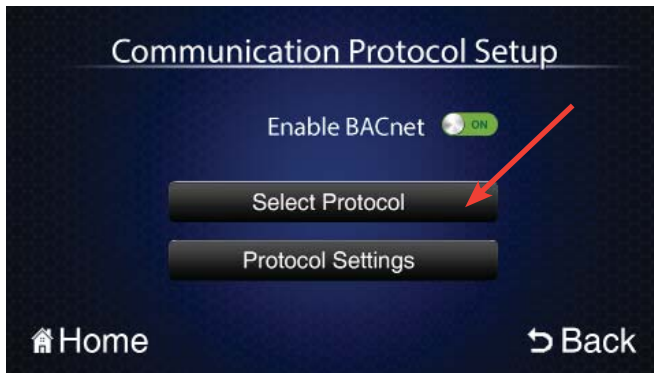 Communication Protocol Setup
Enable BACnet ON
Select Protocol
Protocol Settings
Home Back